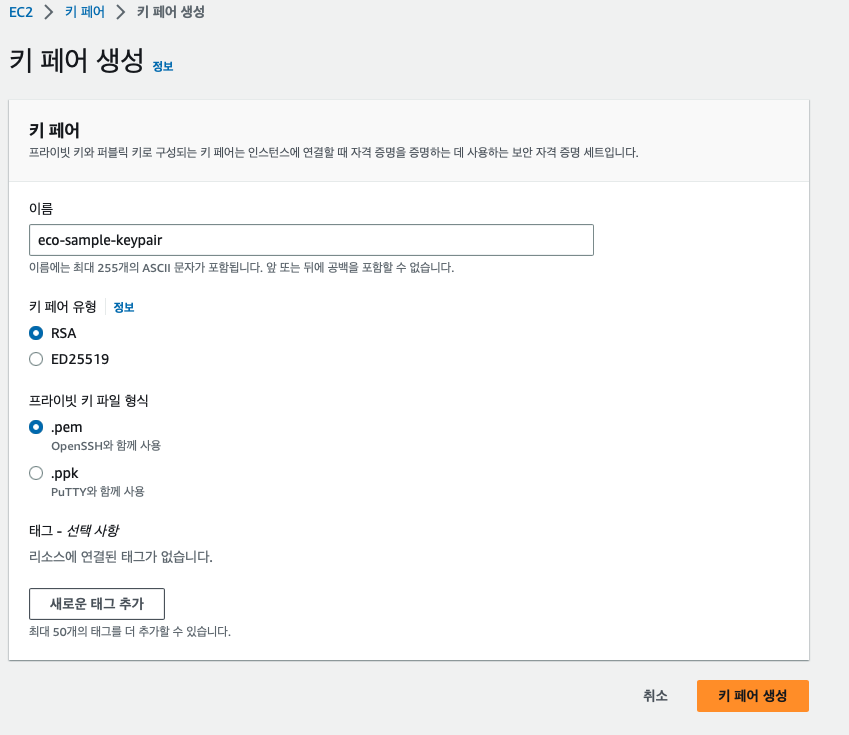 EC2 > 키 페어 > 키 페어 생성
키 페어 생성 정보
키 페어
프라이빗 키와 퍼블릭 키로 구성되는 키 페어는 인스턴스에 연결할 때 자격 증명을 증명하는 데 사용하는 보안 자격 증명 세트입니다.
이름
eco-sample-keypair
이름에는 최대 255개의 ASCII 문자가 포함됩니다. 앞 또는 뒤에 공백을 포함할 수 없습니다.
키 페어 유형 정보
RSA
ED25519
프라이빗 키 파일 형식
.pem
OpenSSH와 함께 사용
.ppk
PuTTY와 함께 사용
태그 - 선택 사항
리소스에 연결된 태그가 없습니다.
새로운 태그 추가
최대 50개의 태그를 더 추가할 수 있습니다.
취소 키 페어 생성